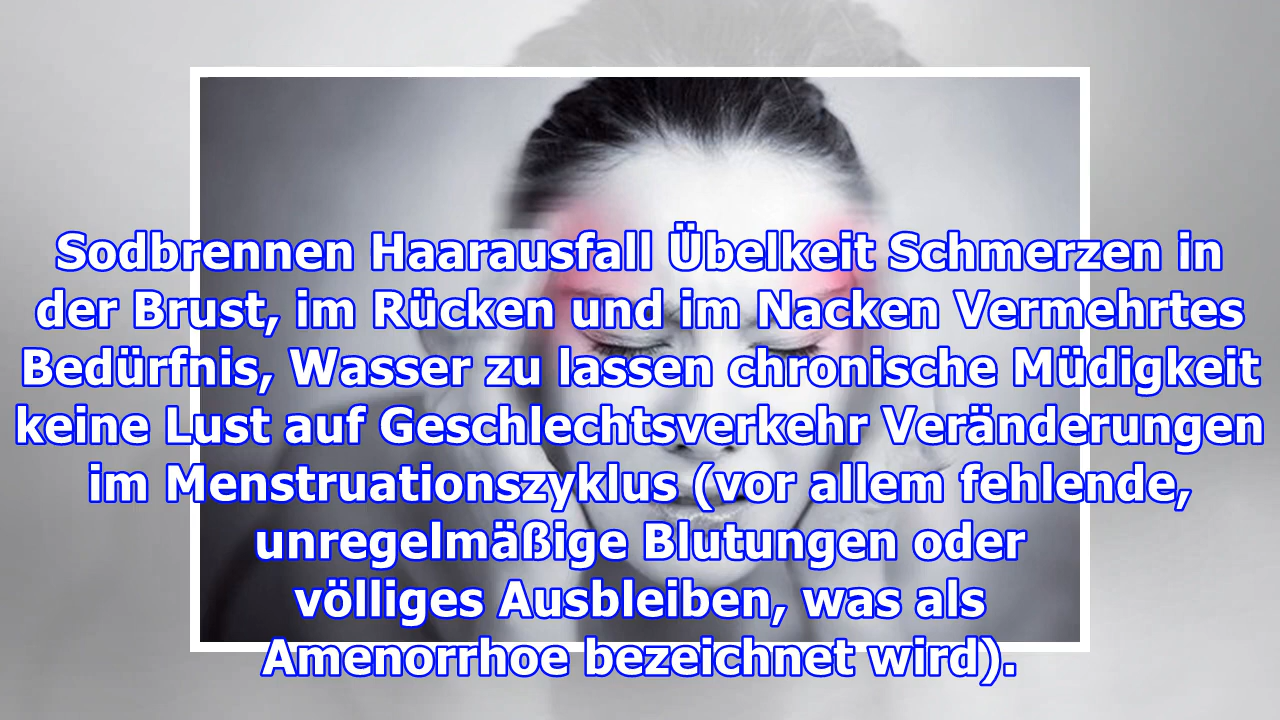 Sodbrennen Haarausfall Übelkeit Schmerzen in
der Brust, im Rücken und im Nacken Vermehrtes
Bedürfnis, Wasser zu lassen chronische Müdigkeit
keine Lust auf Geschlechtsverkehr Veränderungen
im Menstruationszyklus (vor allem fehlende,
unregelmäßige Blutungen oder
völliges Ausbleiben, was als
Amenorrhoe bezeichnet wird).